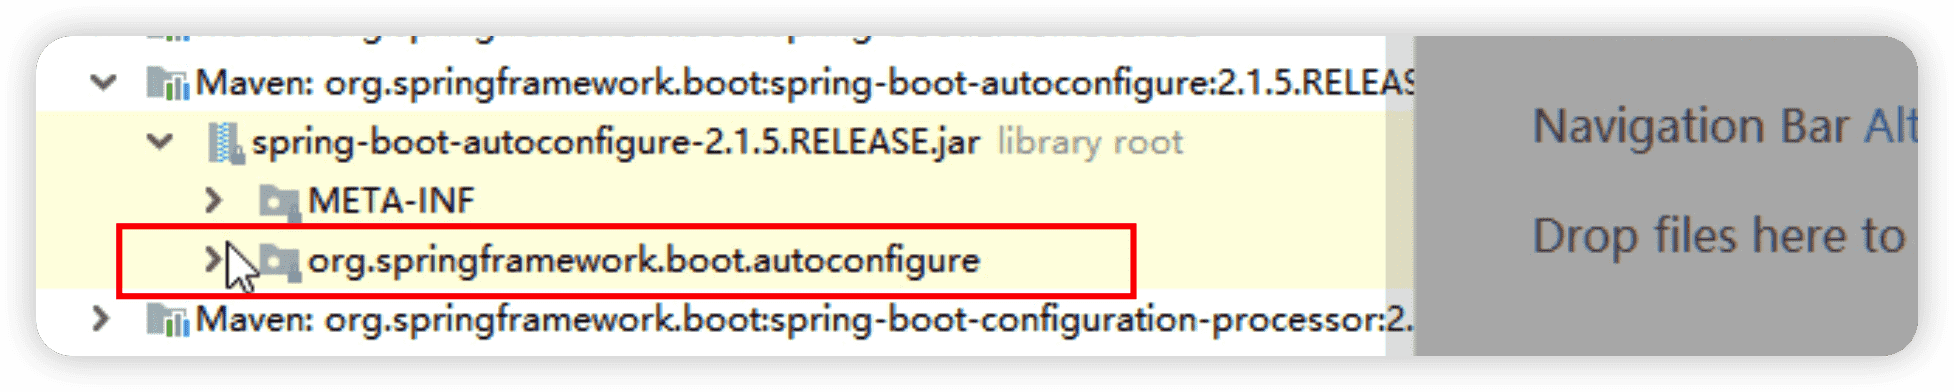 Maven: org.springframework.boot:spring-boot-autoconfigure:2.1.5.RELEAS
spring-boot-autoconfigure-2.1.5.RELEASE.jar library root
META-INF
org.springframework.boot.autoconfigure
Maven: org.springframework.boot:spring-boot-configuration-processor:2.
Navigation Bar Alt
Drop files here to